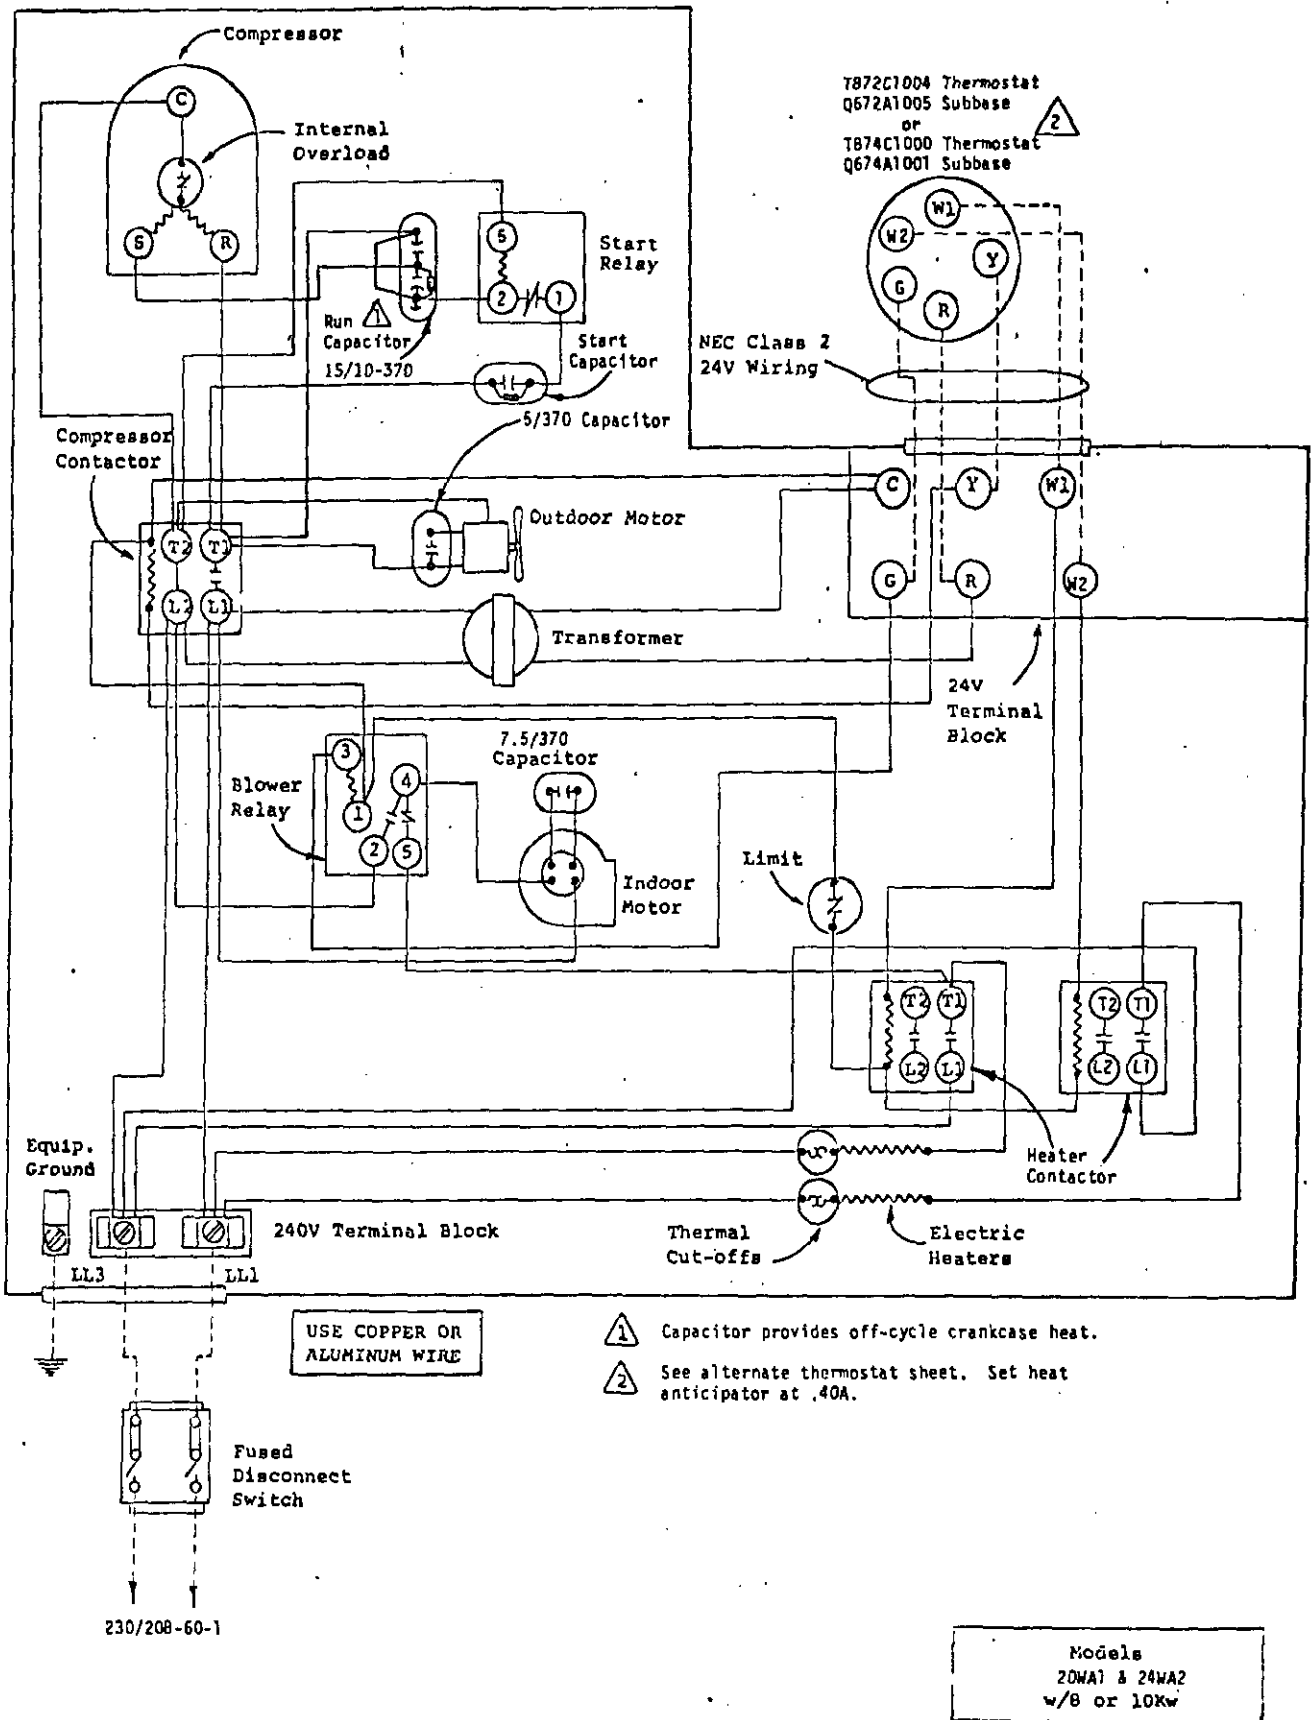 Compressor
C
Internal
Overload
S
R
T872C1004 Thermostat
Q672A1005 Subbase
or
T874C1000 Thermostat
Q674A1001 Subbase
2
W1
W2
Y
G
R
5
2
1
Start
Relay
Run 1
Capacitor
15/10-370
Start
Capacitor
NEC Class 2
24V Wiring
5/370 Capacitor
Compressor
Contactor
C
Y
W1
Outdoor Motor
T2
T1
G
R
W2
L2
L1
Transformer
24V
Terminal
Block
7.5/370
Capacitor
3
4
1
2
5
Blower
Relay
Limit
Indoor
Motor
T2
T1
T2
T1
L2
L1
L2
L1
Equip.
Ground
Heater
Contactor
240V Terminal Block
Thermal
Cut-offs
Electric
Heaters
LL3
LL1
USE COPPER OR
ALUMINUM WIRE
1 Capacitor provides off-cycle crankcase heat.
2 See alternate thermostat sheet. Set heat
anticipator at .40A.
Fused
Disconnect
Switch
230/208-60-1
Models
20WA1 & 24WA2
w/8 or 10Kw